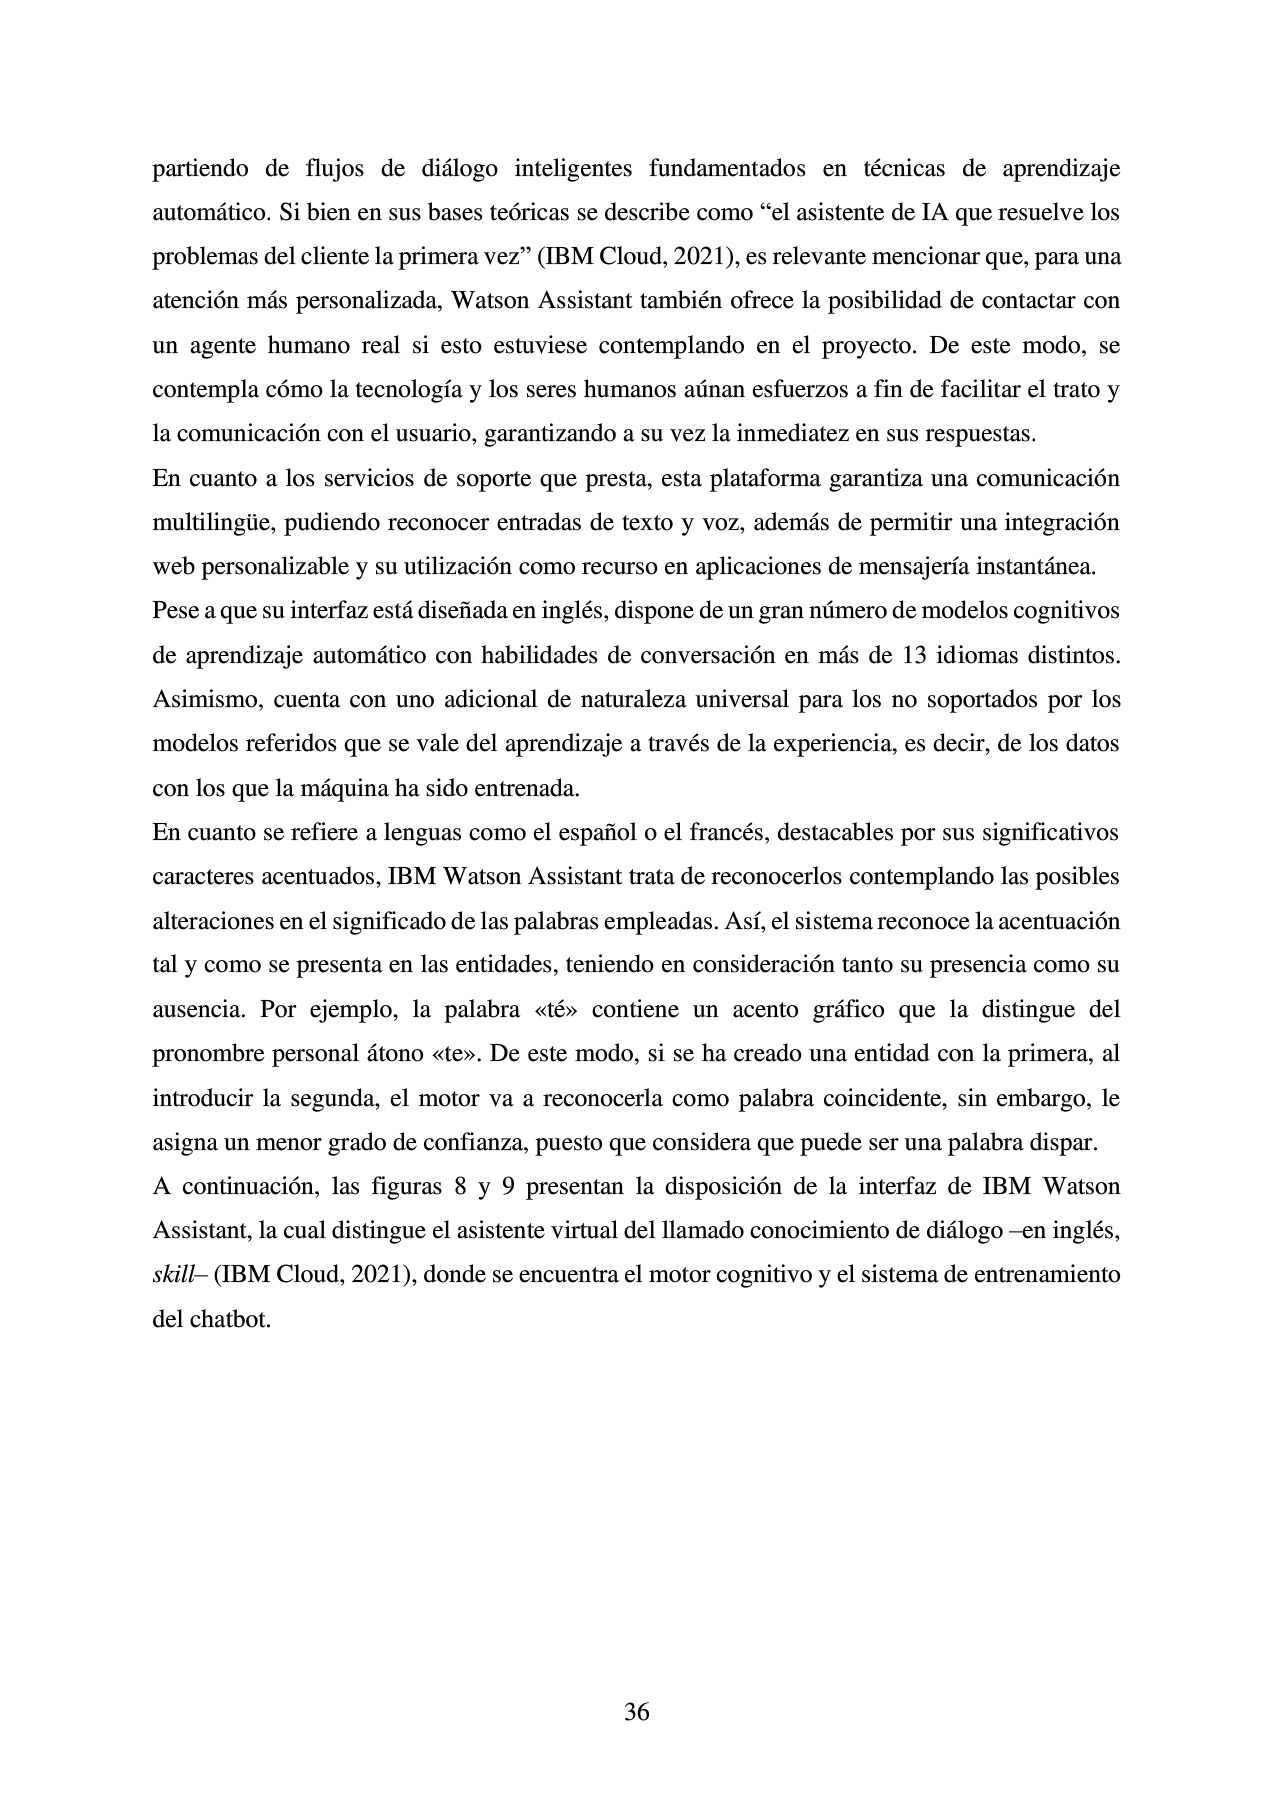 partiendo de flujos de diálogo inteligentes fundamentados en técnicas de aprendizaje
automático. Si bien en sus bases teóricas se describe como “el asistente de IA que resuelve los
problemas del cliente la primera vez” (IBM Cloud, 2021), es relevante mencionar que, para una
atención más personalizada, Watson Assistant también ofrece la posibilidad de contactar con
un agente humano real si esto estuviese contemplando en el proyecto. De este modo, se
contempla cómo la tecnología y los seres humanos aúnan esfuerzos a fin de facilitar el trato y
la comunicación con el usuario, garantizando a su vez la inmediatez en sus respuestas.
En cuanto a los servicios de soporte que presta, esta plataforma garantiza una comunicación
multilingüe, pudiendo reconocer entradas de texto y voz, además de permitir una integración
web personalizable y su utilización como recurso en aplicaciones de mensajería instantánea.
Pese a que su interfaz está diseñada en inglés, dispone de un gran número de modelos cognitivos
de aprendizaje automático con habilidades de conversación en más de 13 idiomas distintos.
Asimismo, cuenta con uno adicional de naturaleza universal para los no soportados por los
modelos referidos que se vale del aprendizaje a través de la experiencia, es decir, de los datos
con los que la máquina ha sido entrenada.
En cuanto se refiere a lenguas como el español o el francés, destacables por sus significativos
caracteres acentuados, IBM Watson Assistant trata de reconocerlos contemplando las posibles
alteraciones en el significado de las palabras empleadas. Así, el sistema reconoce la acentuación
tal y como se presenta en las entidades, teniendo en consideración tanto su presencia como su
ausencia. Por ejemplo, la palabra «té» contiene un acento gráfico que la distingue del
pronombre personal átono «te». De este modo, si se ha creado una entidad con la primera, al
introducir la segunda, el motor va a reconocerla como palabra coincidente, sin embargo, le
asigna un menor grado de confianza, puesto que considera que puede ser una palabra dispar.
A continuación, las figuras 8 y 9 presentan la disposición de la interfaz de IBM Watson
Assistant, la cual distingue el asistente virtual del llamado conocimiento de diálogo –en inglés,
skill– (IBM Cloud, 2021), donde se encuentra el motor cognitivo y el sistema de entrenamiento
del chatbot.
36